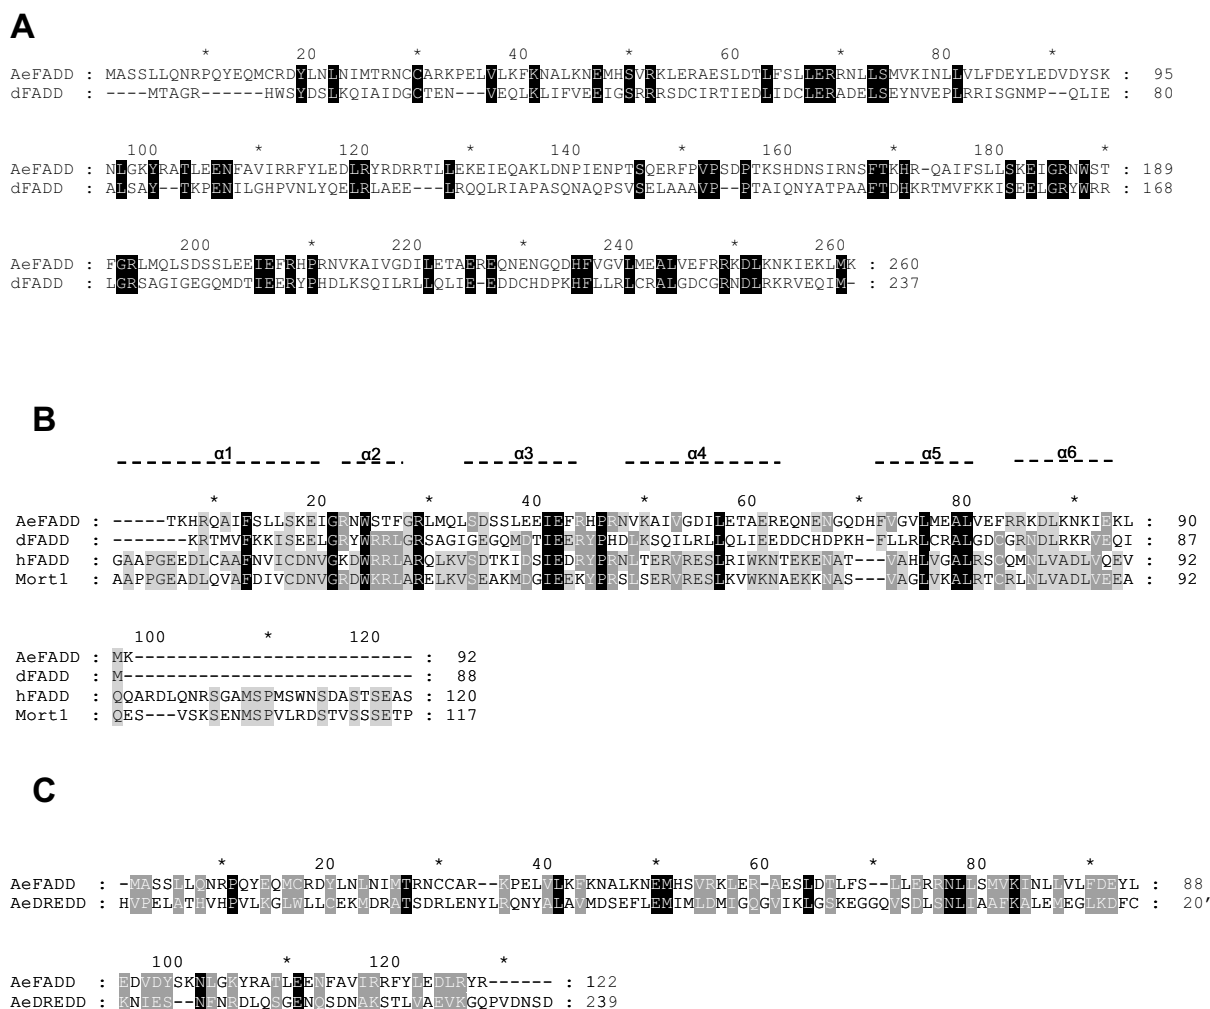 A
* 20 * 40 * 60 * 80 *
AeFADD : MASSLLQNRPQYEQMCRDYLNLNIMTRNCCARKPELVLKFKNALKNEMHSVRKLERAESLDTLFSLLERRNLLSMVKINLLVLFDEYLEDVDYSK : 95
dFADD : ----MTAGR------HWSYDSLKQIAIDGCTEN---VEQLKLIFVEEIGSRRRSDCIRTIEDLIDCLERADELSEYNVEPLRRISGNMP--QLIE : 80
100 * 120 * 140 * 160 * 180 *
AeFADD : NLGKYRATLEENFAVIRRFYLEDLRYRDRRTLLEKEIEQAKLDNPIENPTSQERFPVPSDPTKSHDNSIRNSFTKHR-QAIFSLLSKEIGRNWST : 189
dFADD : ALSAY--TKPENILGHPVNLYQELRLAEE---LRQQLRIAPASQNAQPSVSELAAAVP--PTAIQNYATPAAFTDHKRTMVFKKISEELGRYWRR : 168
200 * 220 * 240 * 260
AeFADD : FGRLMQLSDSSLEEIEFRHPRNVKAIVGDILETAEREQNENGQDHFVGVLMEALVEFRRKDLKNKIEKLMK : 260
dFADD : LGRSAGIGEGQMDTIEERYPHDLKSQILRLLQLIE-EDDCHDPKHFLLRLCRALGDCGRNDLRKRVEQIM- : 237
B
α1 α2 α3 α4 α5 α6
* 20 * 40 * 60 * 80 *
AeFADD : -----TKHRQAIFSLLSKEIGRNWSTFGRLMQLSDSSLEEIEFRHPRNVKAIVGDILETAEREQNENGQDHFVGVLMEALVEFRRKDLKNKIEKL : 90
dFADD : -------KRTMVFKKISEELGRYWRRLGRSAGIGEGQMDTIEERYPHDLKSQILRLLQLIEEDDCHDPKH-FLLRLCRALGDCGRNDLRKRVEQI : 87
hFADD : GAAPGEEDLCAAFNVICDNVGKDWRRLARQLKVSDTKIDSIEDRYPRNLTERVRESLRIWKNTEKENAT---VAHLVGALRSCQMNLVADLVQEV : 92
Mort1 : AAPPGEADLQVAFDIVCDNVGRDWKRLARELKVSEAKMDGIEEKYPRSLSERVRESLKVWKNAEKKNAS---VAGLVKALRTCRLNLVADLVEEA : 92
100 * 120
AeFADD : MK-------------------------- : 92
dFADD : M--------------------------- : 88
hFADD : QQARDLQNRSGAMSPMSWNSDASTSEAS : 120
Mort1 : QES---VSKSENMSPVLRDSTVSSSETP : 117
C
* 20 * 40 * 60 * 80 *
AeFADD : -MASSLLQNRPQYEQMCRDYLNLNIMTRNCCAR--KPELVLKFKNALKNEMHSVRKLER-AESLDTLFS--LLERRNLLSMVKINLLVLFDEYL : 88
AeDREDD : HVPELATHVHPVLKGLWLLCEKMDRATSDRLENYLRQNYALAVMDSEFLEMIMLDMIGQGVIKLGSKEGGQVSDLSNLIAAFKALEMEGLKDFC : 20’
100 * 120 *
AeFADD : EDVDYSKNLGKYRATLEENFAVIRRFYLEDLRYR------ : 122
AeDREDD : KNIES--NFNRDLQSGENQSDNAKSTLVAEVKGQPVDNSD : 239